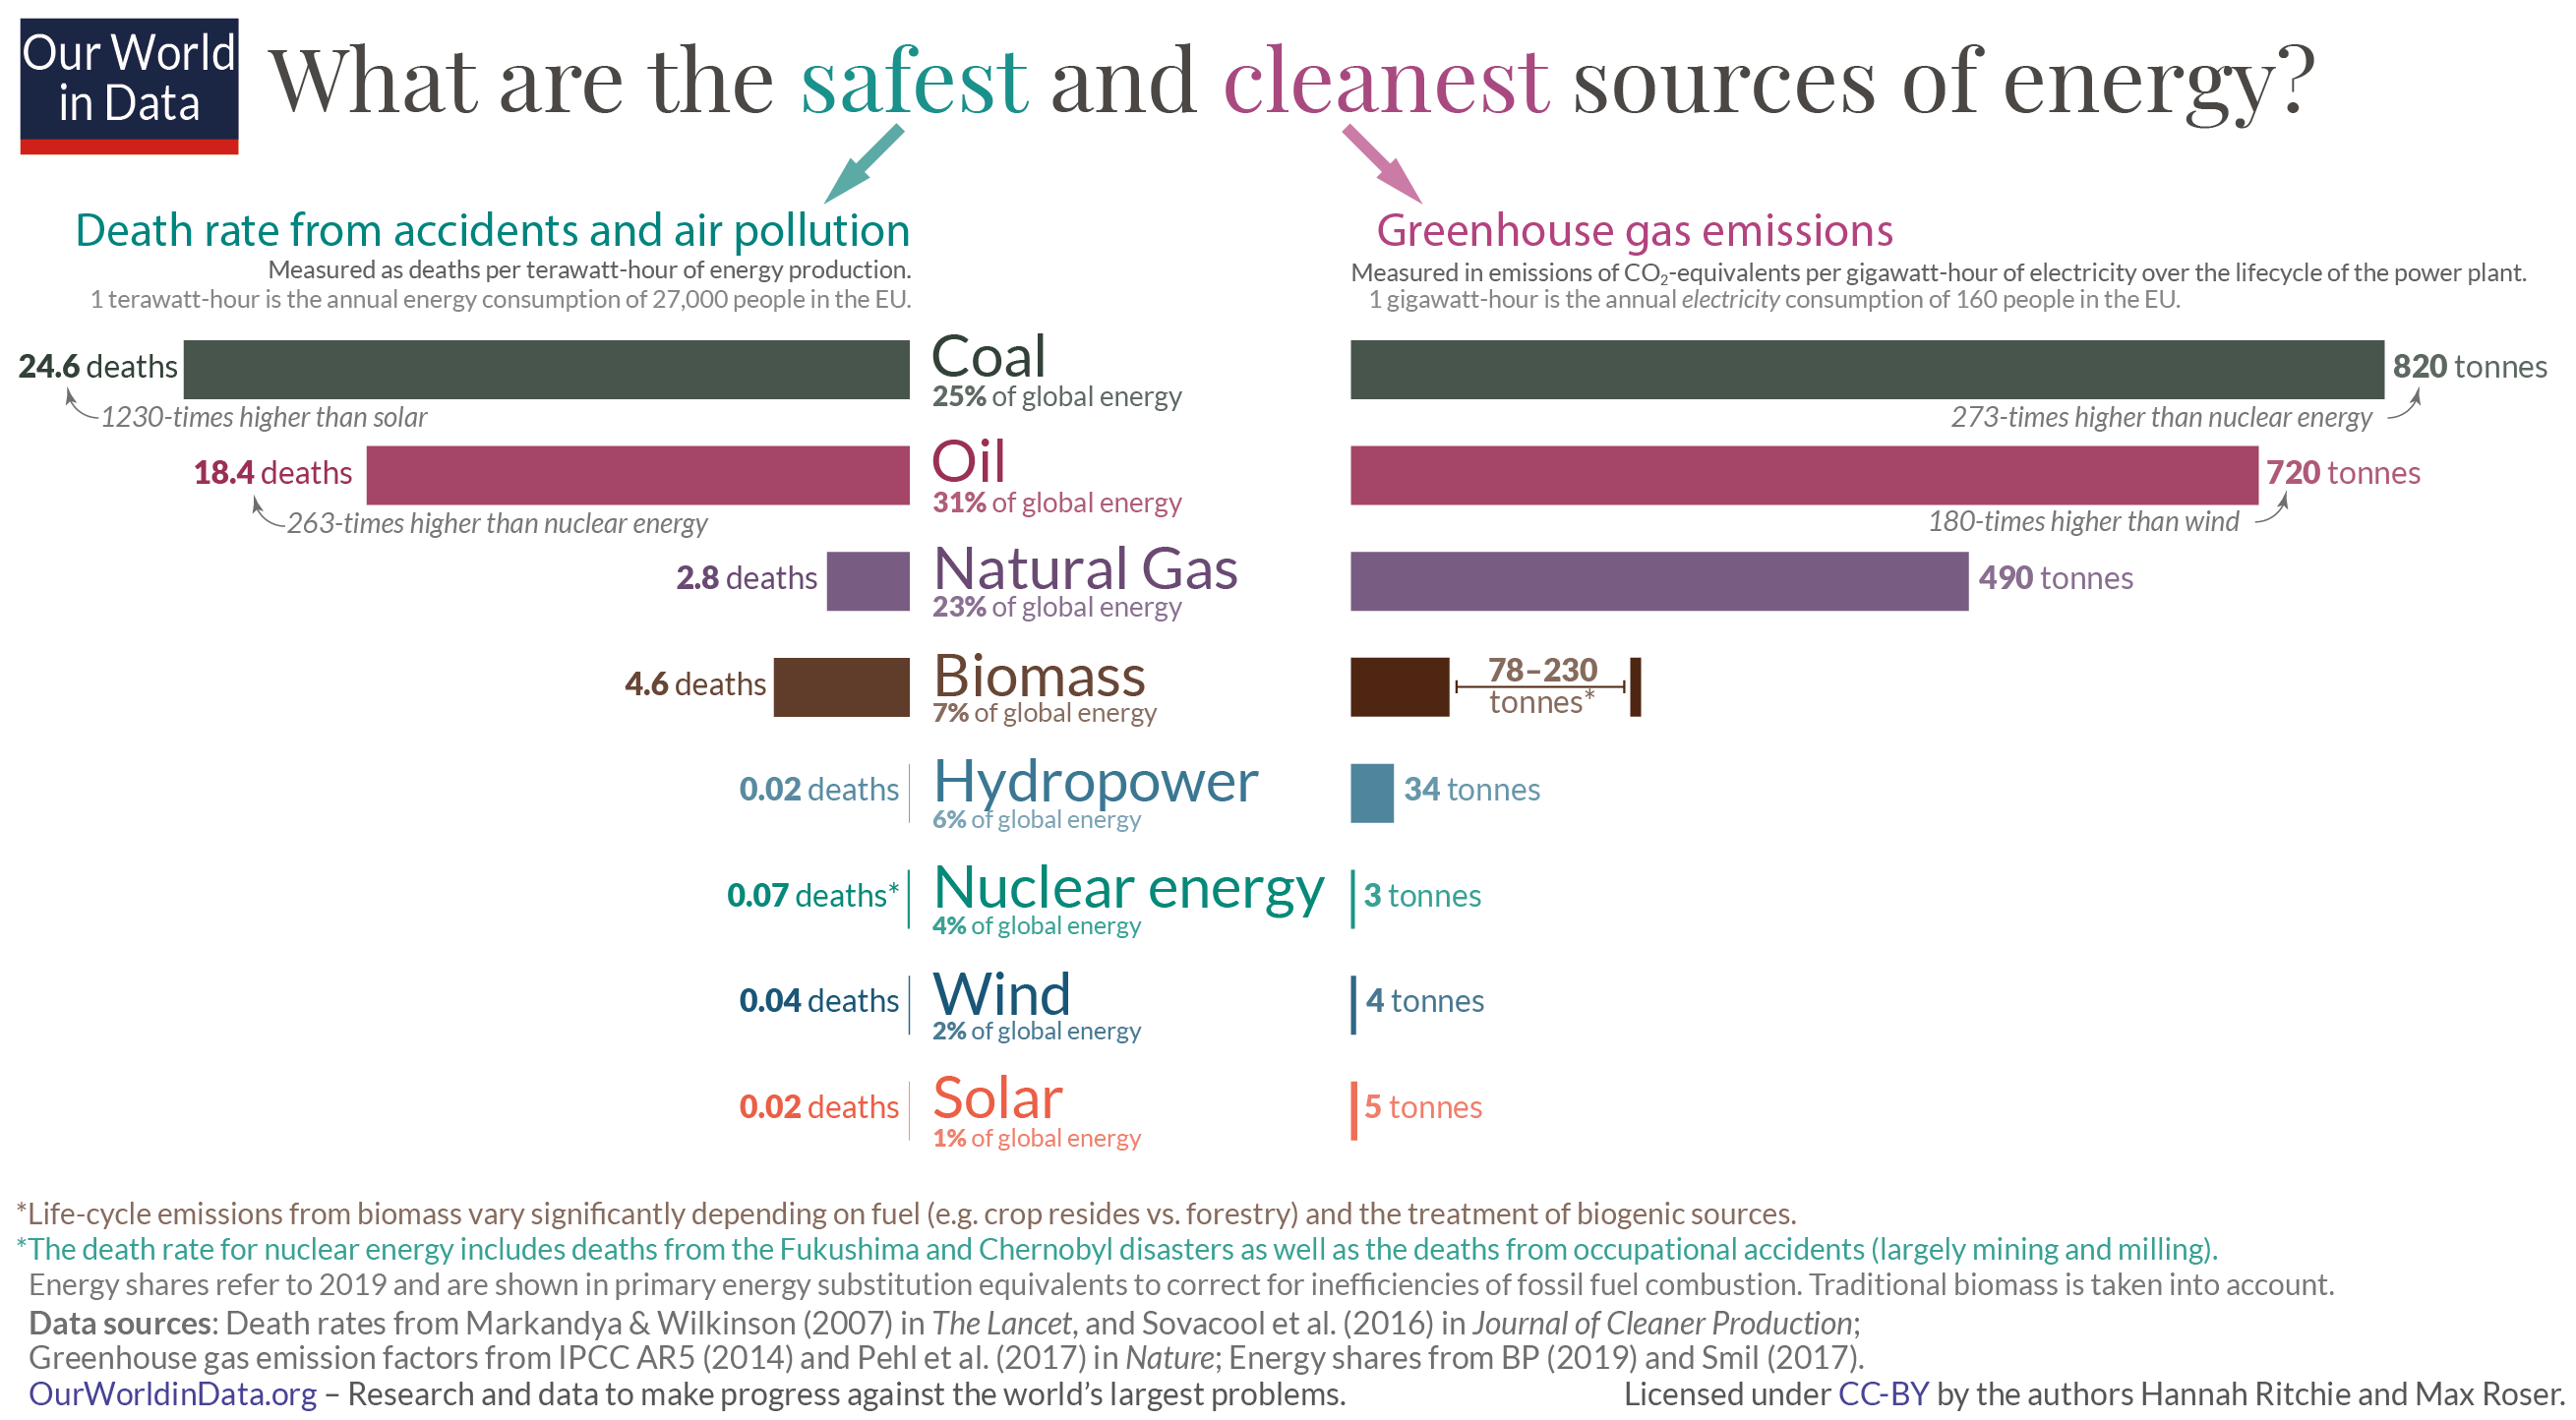 Our World
in Data
What are the safest and cleanest sources of energy?
Death rate from accidents and air pollution
Measured as deaths per terawatt-hour of energy production.
1 terawatt-hour is the annual energy consumption of 27,000 people in the EU.
Greenhouse gas emissions
Measured in emissions of CO₂-equivalents per gigawatt-hour of electricity over the lifecycle of the power plant.
1 gigawatt-hour is the annual electricity consumption of 160 people in the EU.
24.6 deaths
1230-times higher than solar
Coal
25% of global energy
820 tonnes
273-times higher than nuclear energy
18.4 deaths
263-times higher than nuclear energy
Oil
31% of global energy
720 tonnes
180-times higher than wind
2.8 deaths
Natural Gas
23% of global energy
490 tonnes
4.6 deaths
Biomass
7% of global energy
78–230
tonnes*
0.02 deaths
Hydropower
6% of global energy
34 tonnes
0.07 deaths*
Nuclear energy
4% of global energy
3 tonnes
0.04 deaths
Wind
2% of global energy
4 tonnes
0.02 deaths
Solar
1% of global energy
5 tonnes
*Life-cycle emissions from biomass vary significantly depending on fuel (e.g. crop resides vs. forestry) and the treatment of biogenic sources.
*The death rate for nuclear energy includes deaths from the Fukushima and Chernobyl disasters as well as the deaths from occupational accidents (largely mining and milling).
Energy shares refer to 2019 and are shown in primary energy substitution equivalents to correct for inefficiencies of fossil fuel combustion. Traditional biomass is taken into account.
Data sources: Death rates from Markandya & Wilkinson (2007) in The Lancet, and Sovacool et al. (2016) in Journal of Cleaner Production;
Greenhouse gas emission factors from IPCC AR5 (2014) and Pehl et al. (2017) in Nature; Energy shares from BP (2019) and Smil (2017).
OurWorldinData.org – Research and data to make progress against the world's largest problems.
Licensed under CC-BY by the authors Hannah Ritchie and Max Roser.